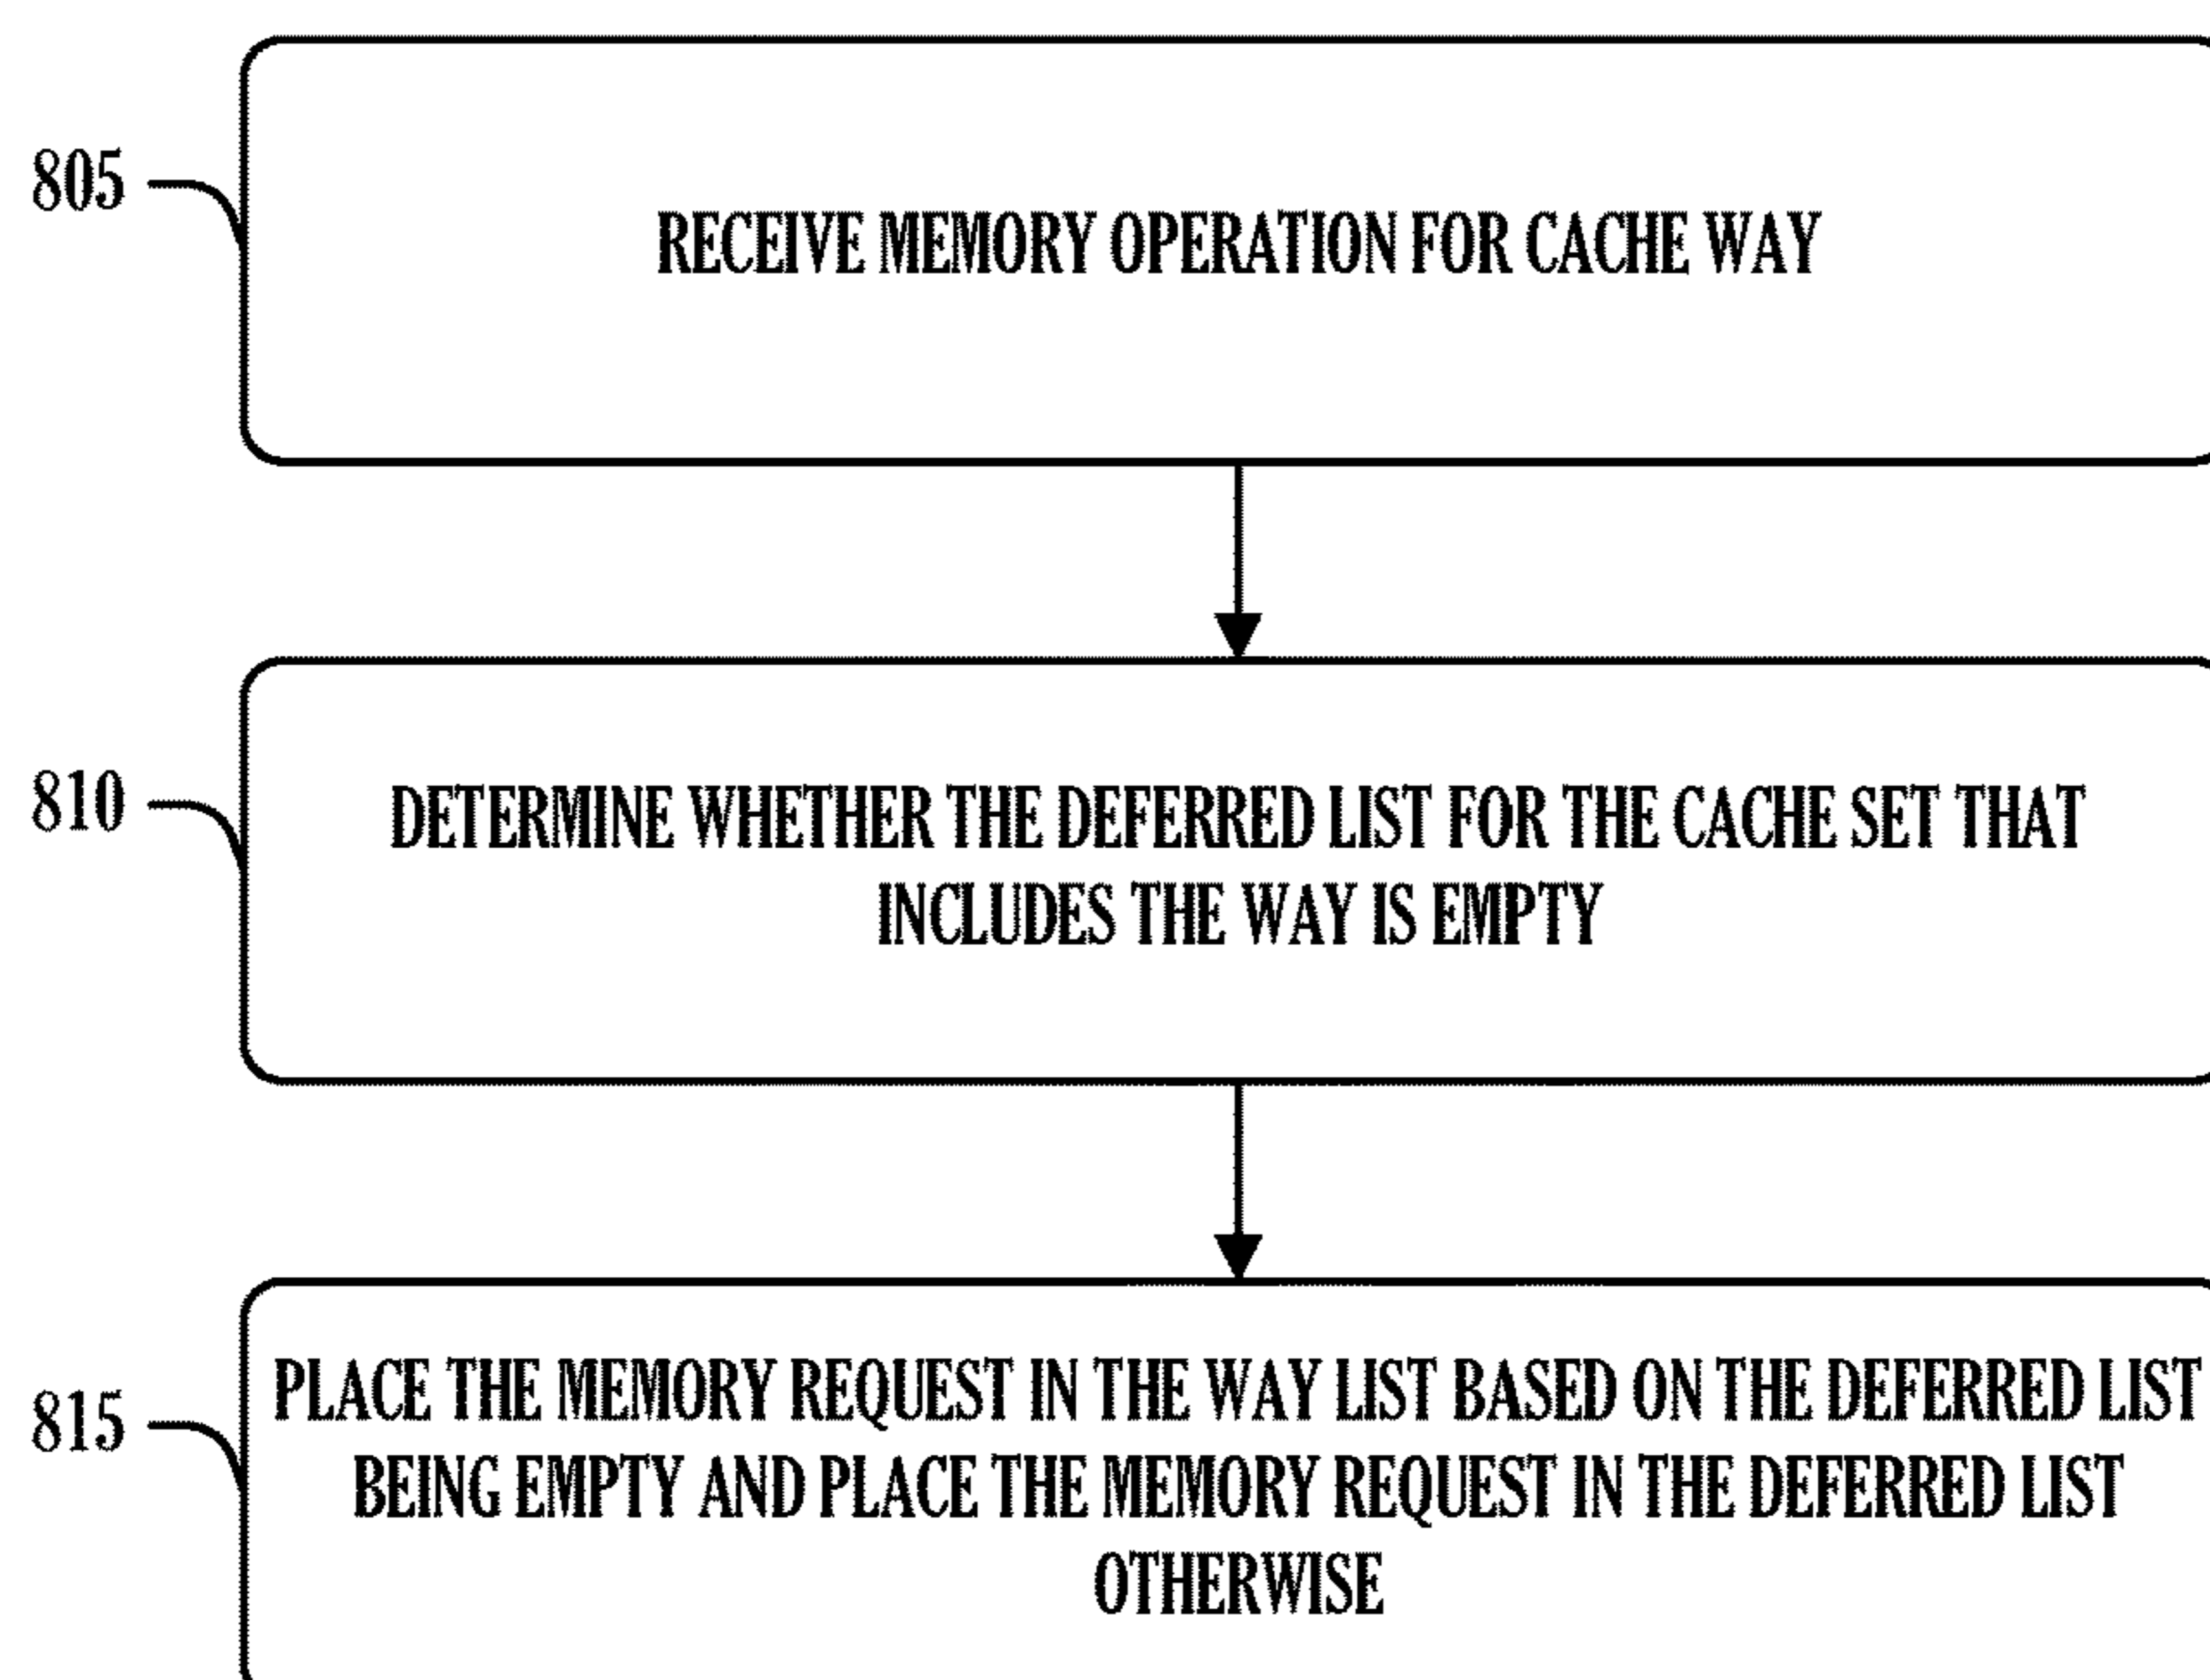 805
RECEIVE MEMORY OPERATION FOR CACHE WAY
810
DETERMINE WHETHER THE DEFERRED LIST FOR THE CACHE SET THAT
INCLUDES THE WAY IS EMPTY
815
PLACE THE MEMORY REQUEST IN THE WAY LIST BASED ON THE DEFERRED LIST
BEING EMPTY AND PLACE THE MEMORY REQUEST IN THE DEFERRED LIST
OTHERWISE